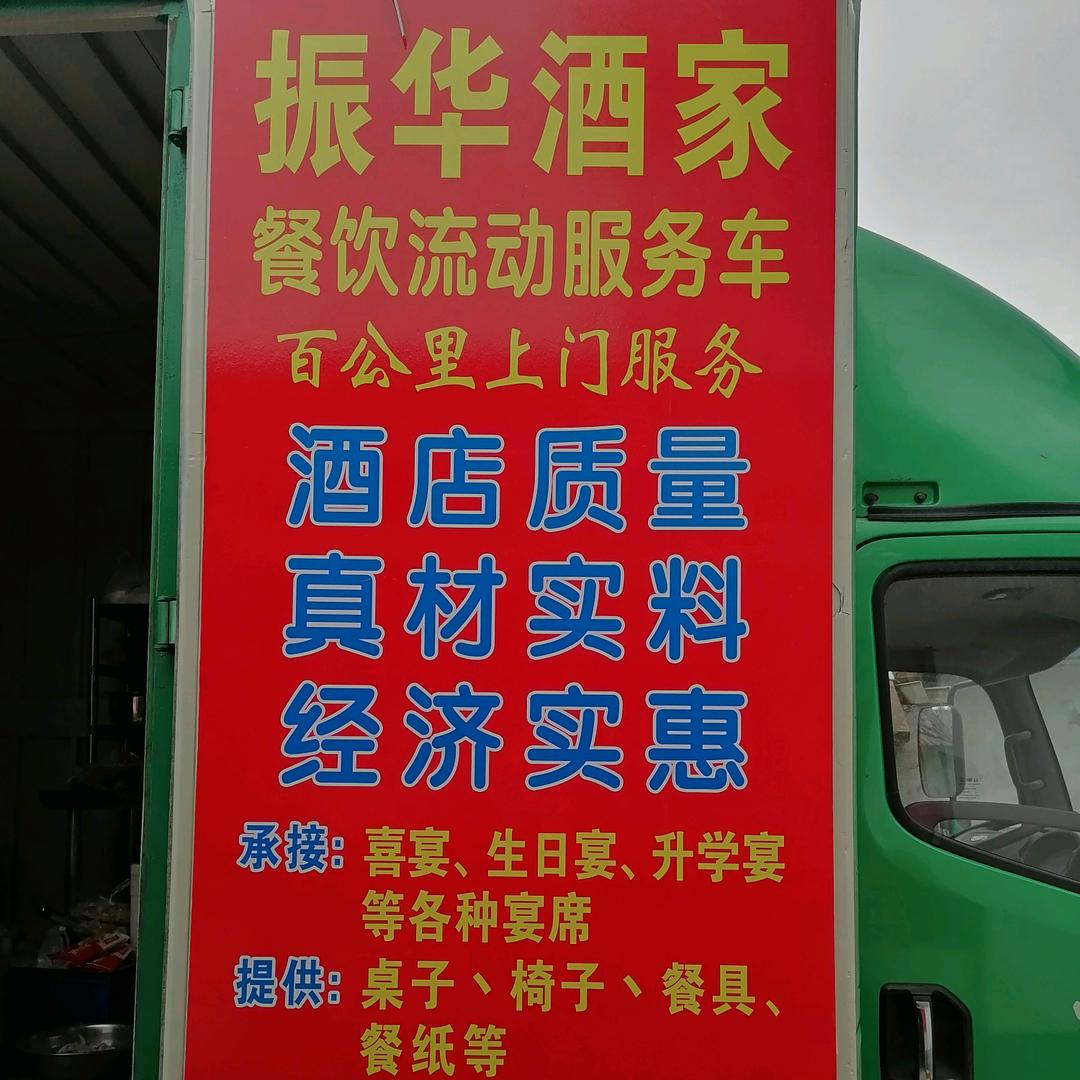 振华酒家
餐饮流动服务车
百公里上门服务
酒店质量
真材实料
经济实惠
承接：喜宴、生日宴、升学宴
等各种宴席
提供：桌子丶椅子丶餐具、
餐纸等